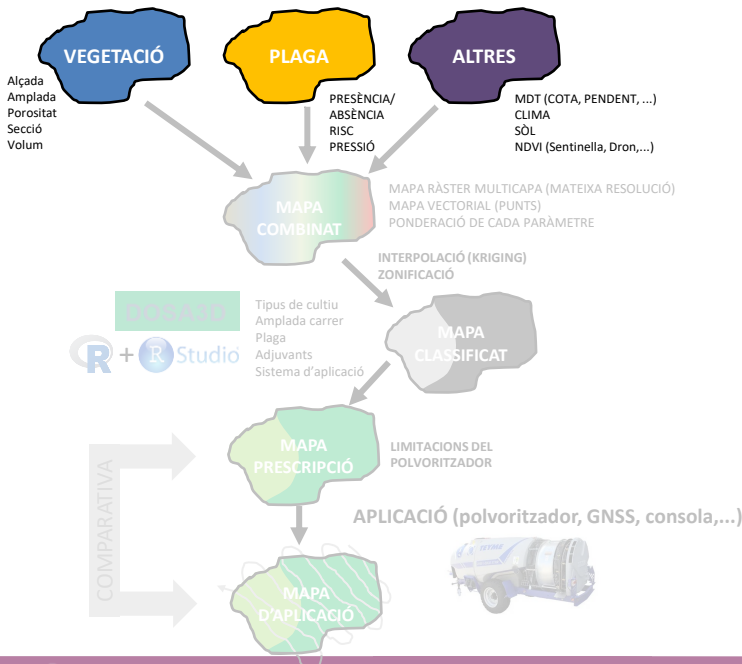 VEGETACIÓ
PLAGA
ALTRES
Alçada
Amplada
Porositat
Secció
Volum
PRESÈNCIA/
ABSÈNCIA
RISC
PRESSIÓ
MDT (COTA, PENDENT, ...)
CLIMA
SÒL
NDVI (Sentinella, Dron,...)
MAPA
COMBINAT
MAPA RÀSTER MULTICAPA (MATEIXA RESOLUCIÓ)
MAPA VECTORIAL (PUNTS)
PONDERACIÓ DE CADA PARÀMETRE
INTERPOLACIÓ (KRIGING)
ZONIFICACIÓ
DOSA3D
R + R Studio
Tipus de cultiu
Amplada carrer
Plaga
Adjuvants
Sistema d'aplicació
MAPA
CLASSIFICAT
MAPA
PRESCRIPCIÓ
LIMITACIONS DEL
POLVORITZADOR
COMPARATIVA
APLICACIÓ (polvoritzador, GNSS, consola,...)
MAPA
D'APLICACIÓ